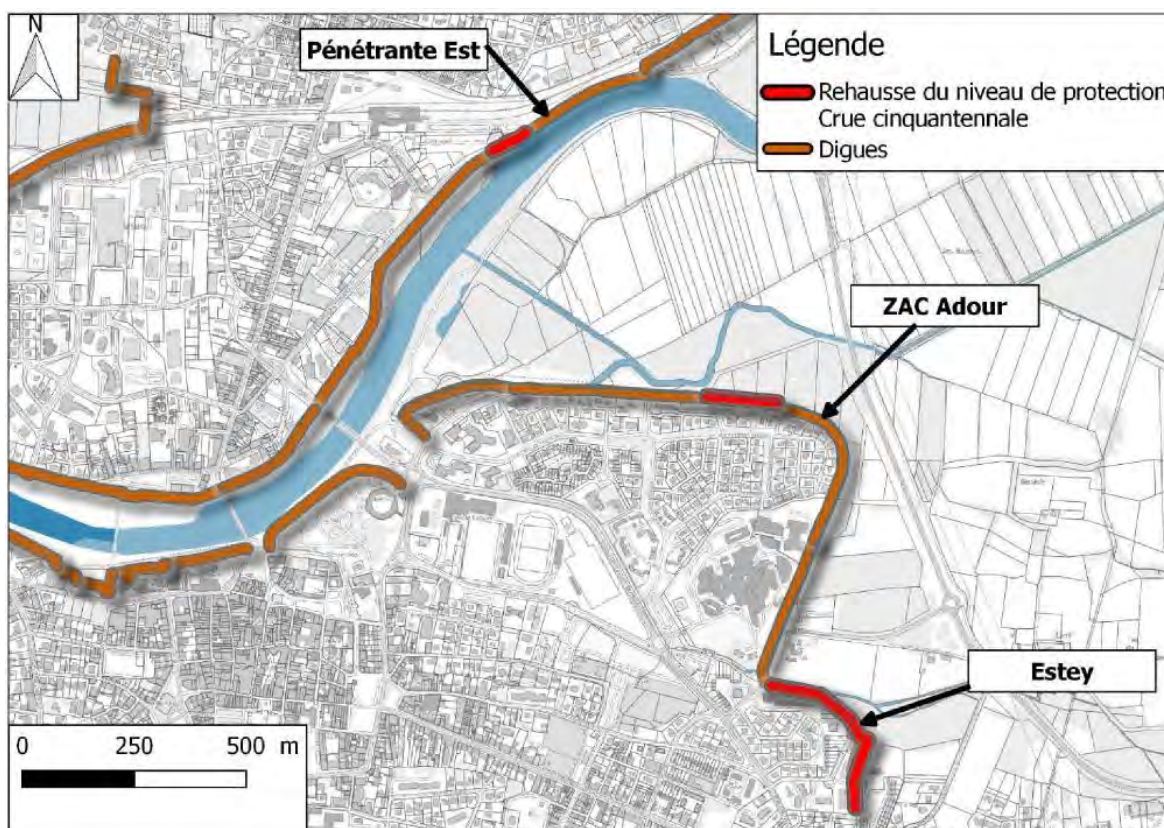 N
Pénétrante Est
Légende
Rehausse du niveau de protection
Crue cinquantennale
Digues
ZAC Adour
Estey
0 250 500 m